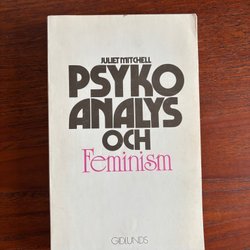 JULIET MITCHELL
PSYKO
ANALYS
OCH
Feminism
GIDLUNDS